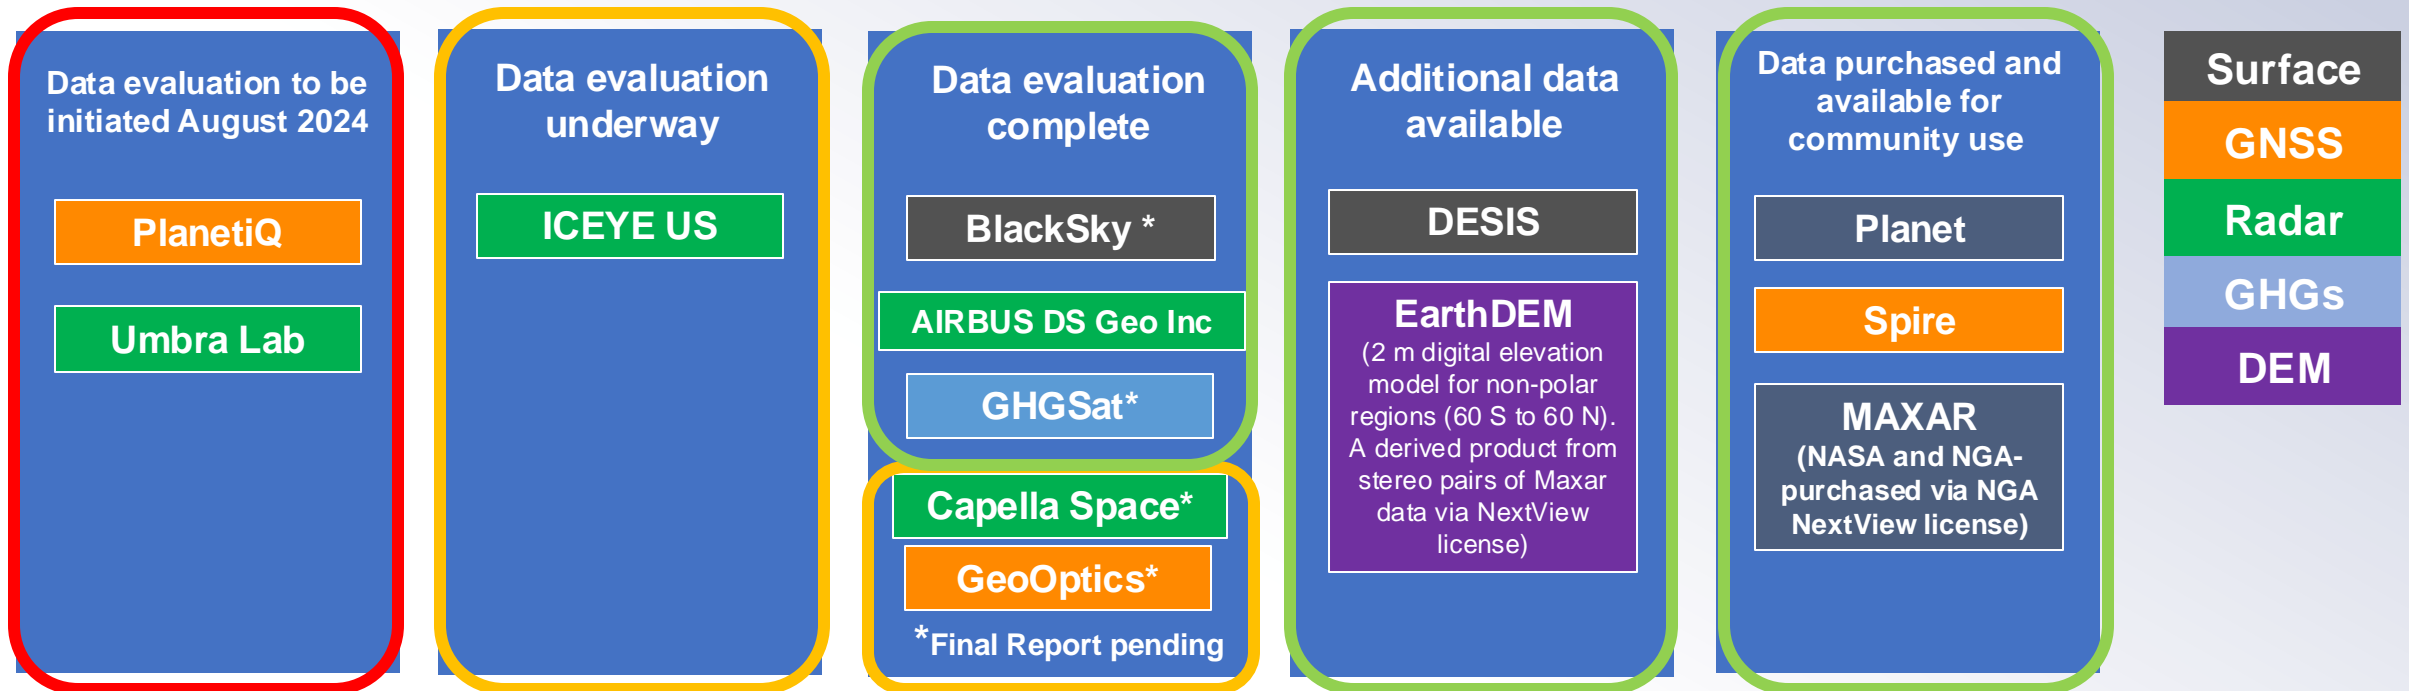 Data evaluation to be
initiated August 2024
PlanetiQ
Umbra Lab
Data evaluation
underway
ICEYE US
Data evaluation
complete
BlackSky *
AIRBUS DS Geo Inc
GHGSat*
Capella Space*
GeoOptics*
*Final Report pending
Additional data
available
DESIS
EarthDEM
(2 m digital elevation
model for non-polar
regions (60 S to 60 N).
A derived product from
stereo pairs of Maxar
data via NextView
license)
Data purchased and
available for
community use
Planet
Spire
MAXAR
(NASA and NGA-
purchased via NGA
NextView license)
Surface
GNSS
Radar
GHGs
DEM